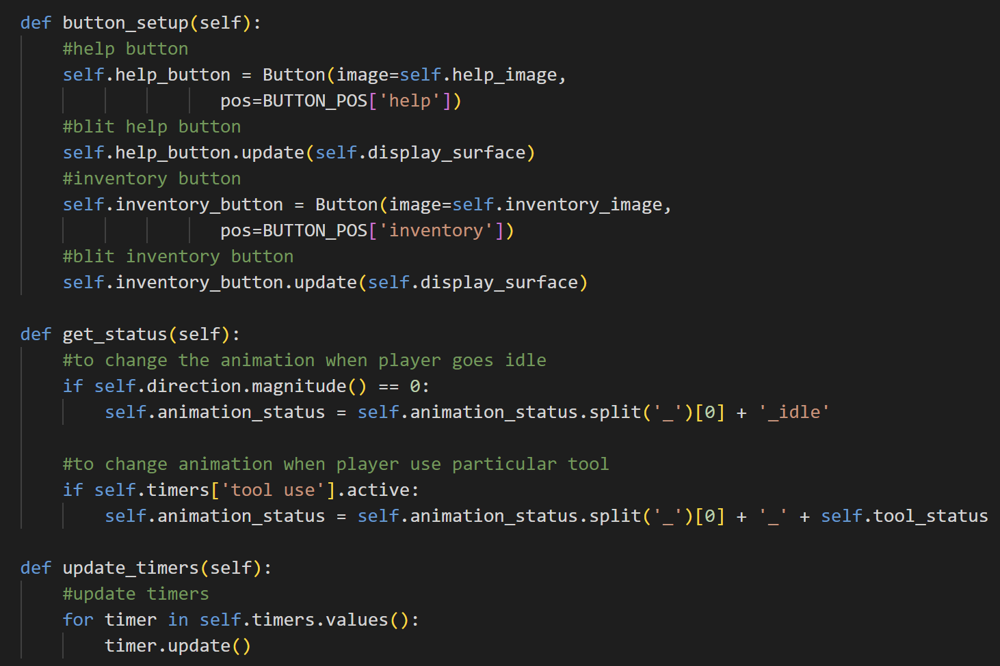 def button_setup(self):
    #help button
    self.help_button = Button(image=self.help_image,
                   pos=BUTTON_POS['help'])
    #blit help button
    self.help_button.update(self.display_surface)
    #inventory button
    self.inventory_button = Button(image=self.inventory_image,
                   pos=BUTTON_POS['inventory'])
    #blit inventory button
    self.inventory_button.update(self.display_surface)

def get_status(self):
    #to change the animation when player goes idle
    if self.direction.magnitude() == 0:
        self.animation_status = self.animation_status.split('_')[0] + '_idle'

    #to change animation when player use particular tool
    if self.timers['tool use'].active:
        self.animation_status = self.animation_status.split('_')[0] + '_' + self.tool_status

def update_timers(self):
    #update timers
    for timer in self.timers.values():
        timer.update()